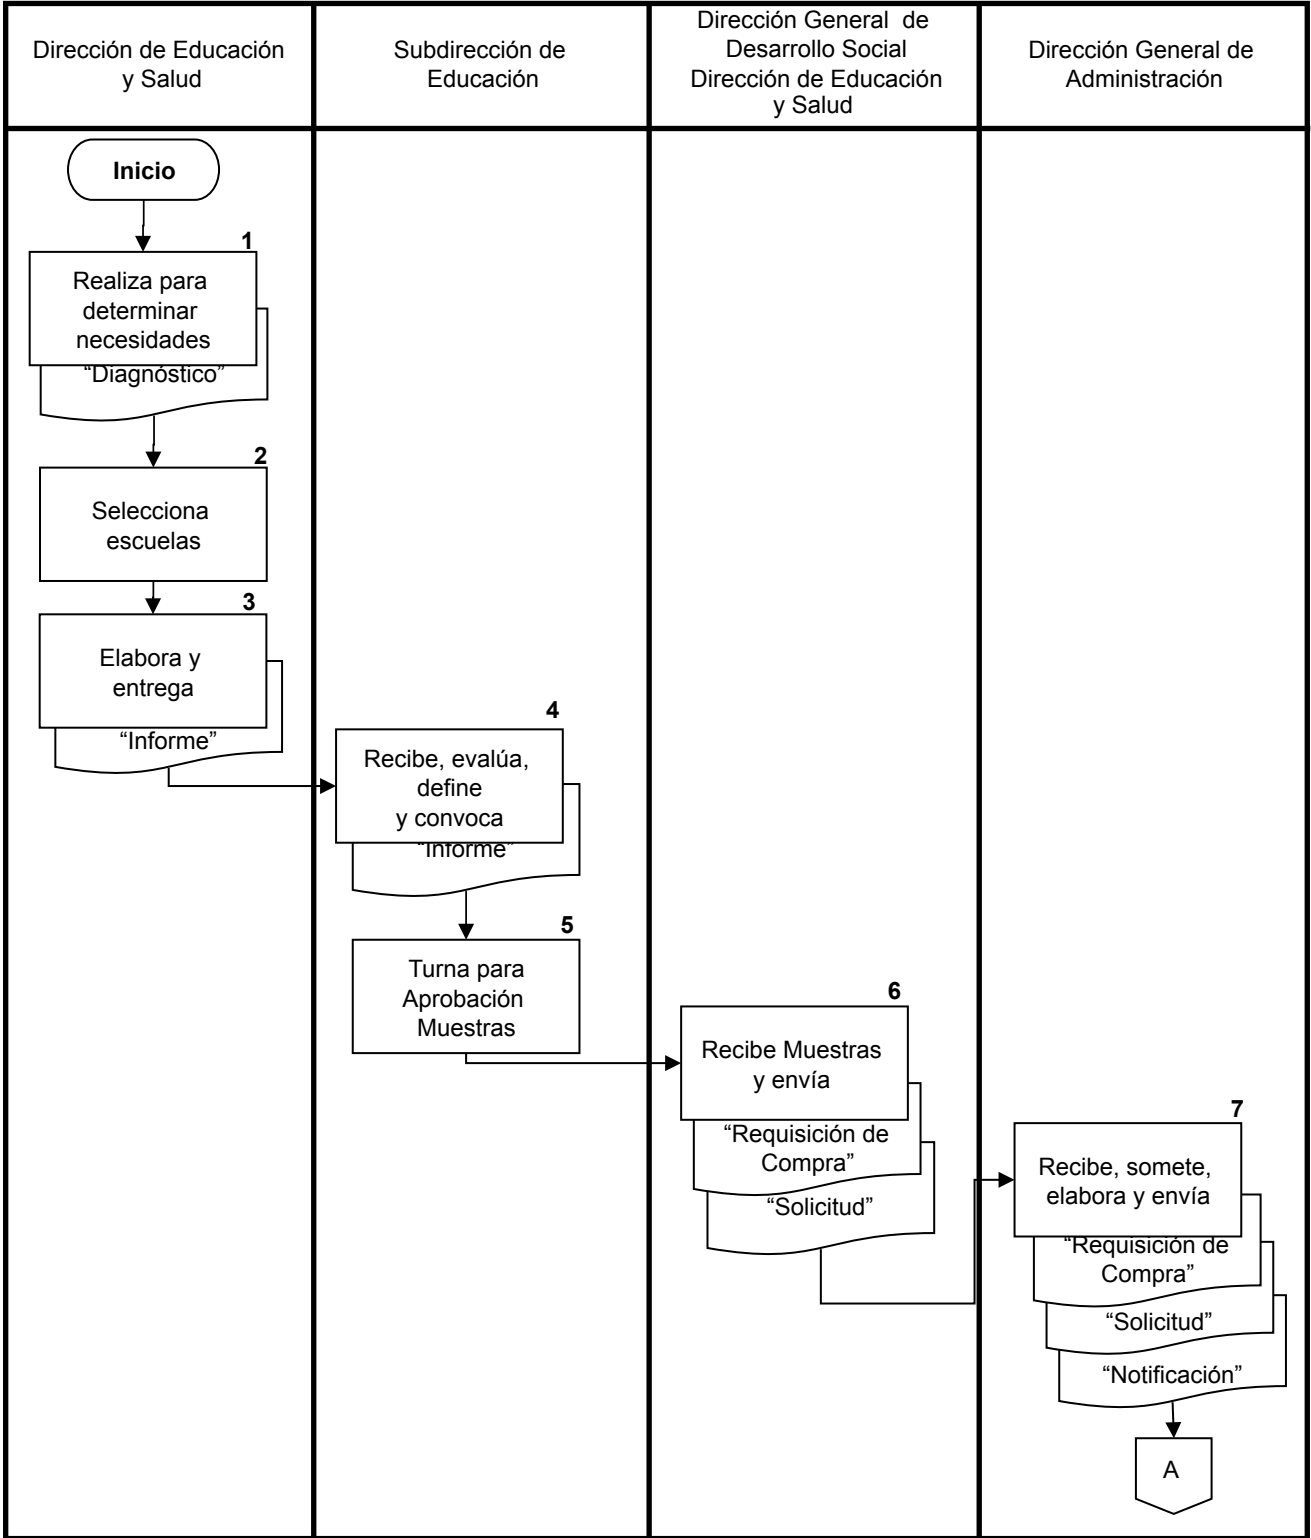 Dirección de Educación
y Salud
Subdirección de
Educación
Dirección General de
Desarrollo Social
Dirección de Educación
y Salud
Dirección General de
Administración
Inicio
1
Realiza para
determinar
necesidades
“Diagnóstico”
2
Selecciona
escuelas
3
Elabora y
entrega
“Informe”
4
Recibe, evalúa,
define
y convoca
“Informe”
5
Turna para
Aprobación
Muestras
6
Recibe Muestras
y envía
“Requisición de
Compra”
“Solicitud”
7
Recibe, somete,
elabora y envía
“Requisición de
Compra”
“Solicitud”
“Notificación”
A